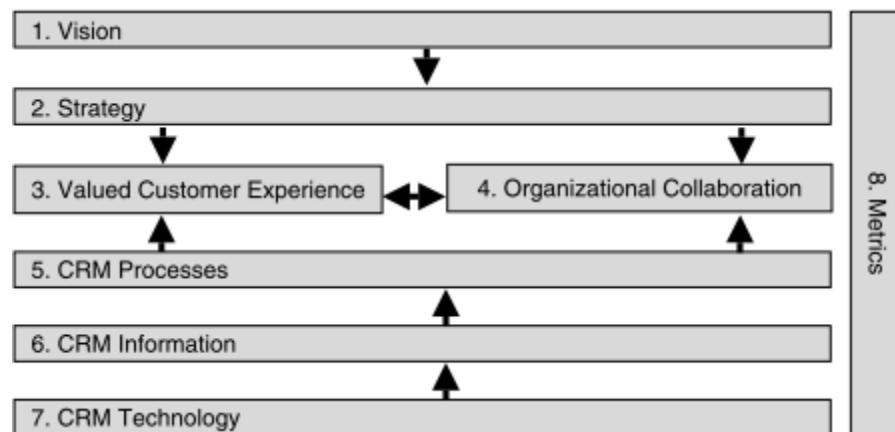 1. Vision
2. Strategy
3. Valued Customer Experience
4. Organizational Collaboration
5. CRM Processes
6. CRM Information
7. CRM Technology
8. Metrics